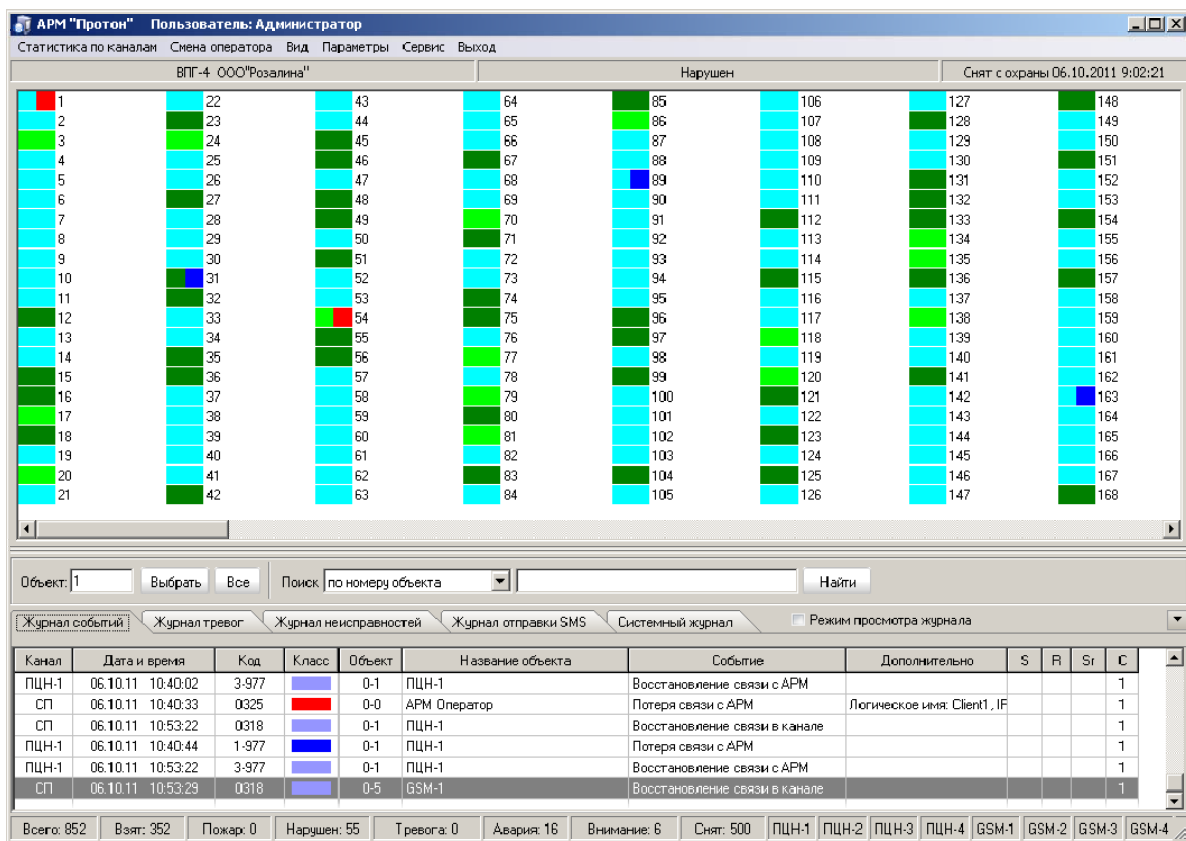 АРМ "Протон" Пользователь: Администратор
Статистика по каналам Смена оператора Вид Параметры Сервис Выход
ВПГ-4 ООО"Розалина" Нарушен Снят с охраны 06.10.2011 9:02:21
1 22 43 64 85 106 127 148
2 23 44 65 86 107 128 149
3 24 45 66 87 108 129 150
4 25 46 67 88 109 130 151
5 26 47 68 89 110 131 152
6 27 48 69 90 111 132 153
7 28 49 70 91 112 133 154
8 29 50 71 92 113 134 155
9 30 51 72 93 114 135 156
10 31 52 73 94 115 136 157
11 32 53 74 95 116 137 158
12 33 54 75 96 117 138 159
13 34 55 76 97 118 139 160
14 35 56 77 98 119 140 161
15 36 57 78 99 120 141 162
16 37 58 79 100 121 142 163
17 38 59 80 101 122 143 164
18 39 60 81 102 123 144 165
19 40 61 82 103 124 145 166
20 41 62 83 104 125 146 167
21 42 63 84 105 126 147 168
Объект: 1 Выбрать Все Поиск по номеру объекта Найти
Журнал событий Журнал тревог Журнал неисправностей Журнал отправки SMS Системный журнал Режим просмотра журнала
Канал Дата и время Код Класс Объект Название объекта Событие Дополнительно S R Sr С
ПЦН-1 06.10.11 10:40:02 3-977 0-1 ПЦН-1 Восстановление связи с АРМ 1
СП 06.10.11 10:40:33 0325 0-0 АРМ Оператор Потеря связи с АРМ Логическое имя: Client1, IF 1
СП 06.10.11 10:53:22 0318 0-1 ПЦН-1 Восстановление связи в канале 1
ПЦН-1 06.10.11 10:40:44 1-977 0-1 ПЦН-1 Потеря связи с АРМ 1
ПЦН-1 06.10.11 10:53:22 3-977 0-1 ПЦН-1 Восстановление связи с АРМ 1
СП 06.10.11 10:53:29 0318 0-5 GSM-1 Восстановление связи в канале 1
Всего: 852 Взят: 352 Пожар: 0 Нарушен: 55 Тревога: 0 Авария: 16 Внимание: 6 Снят: 500 ПЦН-1 ПЦН-2 ПЦН-3 ПЦН-4 GSM-1 GSM-2 GSM-3 GSM-4